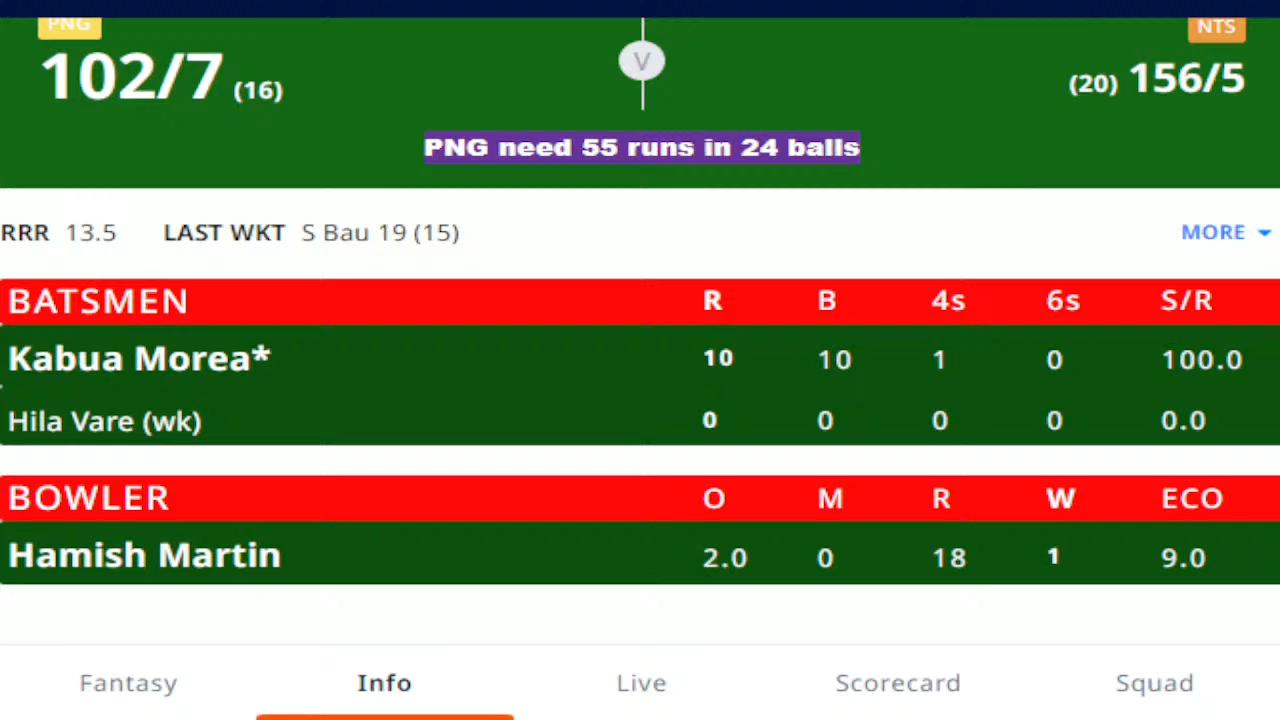 PNG
V
NTS
102/7 (16)
(20) 156/5
PNG need 55 runs in 24 balls
RRR 13.5 LAST WKT S Bau 19 (15) MORE
BATSMEN R B 4s 6s S/R
Kabua Morea* 10 10 1 0 100.0
Hila Vare (wk) 0 0 0 0 0.0
BOWLER O M R W ECO
Hamish Martin 2.0 0 18 1 9.0
Fantasy Info Live Scorecard Squad